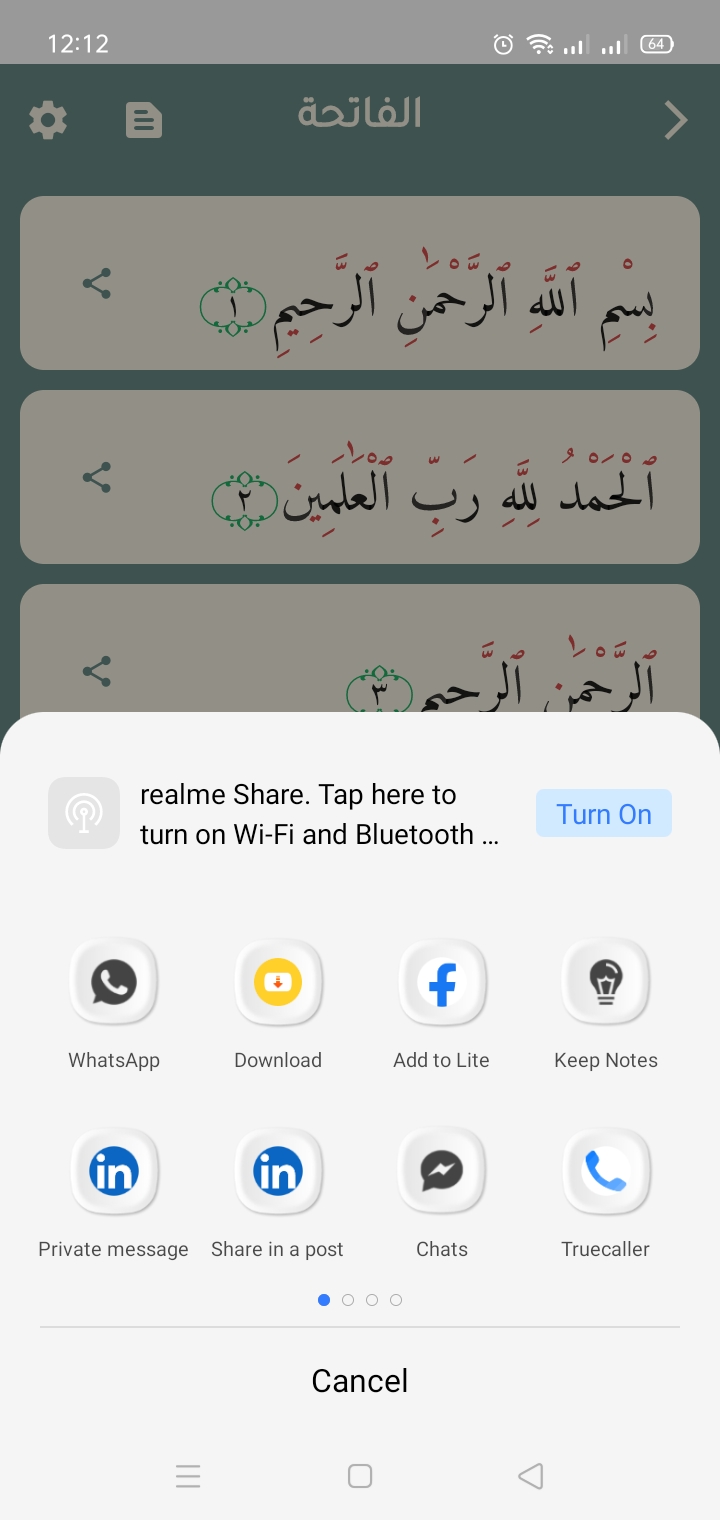 12:12
64
الفاتحة
بِسْمِ ٱللَّهِ ٱلرَّحْمَٰنِ ٱلرَّحِيمِ ١
ٱلْحَمْدُ لِلَّهِ رَبِّ ٱلْعَٰلَمِينَ ٢
ٱلرَّحْمَٰنِ ٱلرَّحِيمِ ٣
realme Share. Tap here to
turn on Wi-Fi and Bluetooth ...
Turn On
WhatsApp
Download
Add to Lite
Keep Notes
Private message
Share in a post
Chats
Truecaller
Cancel